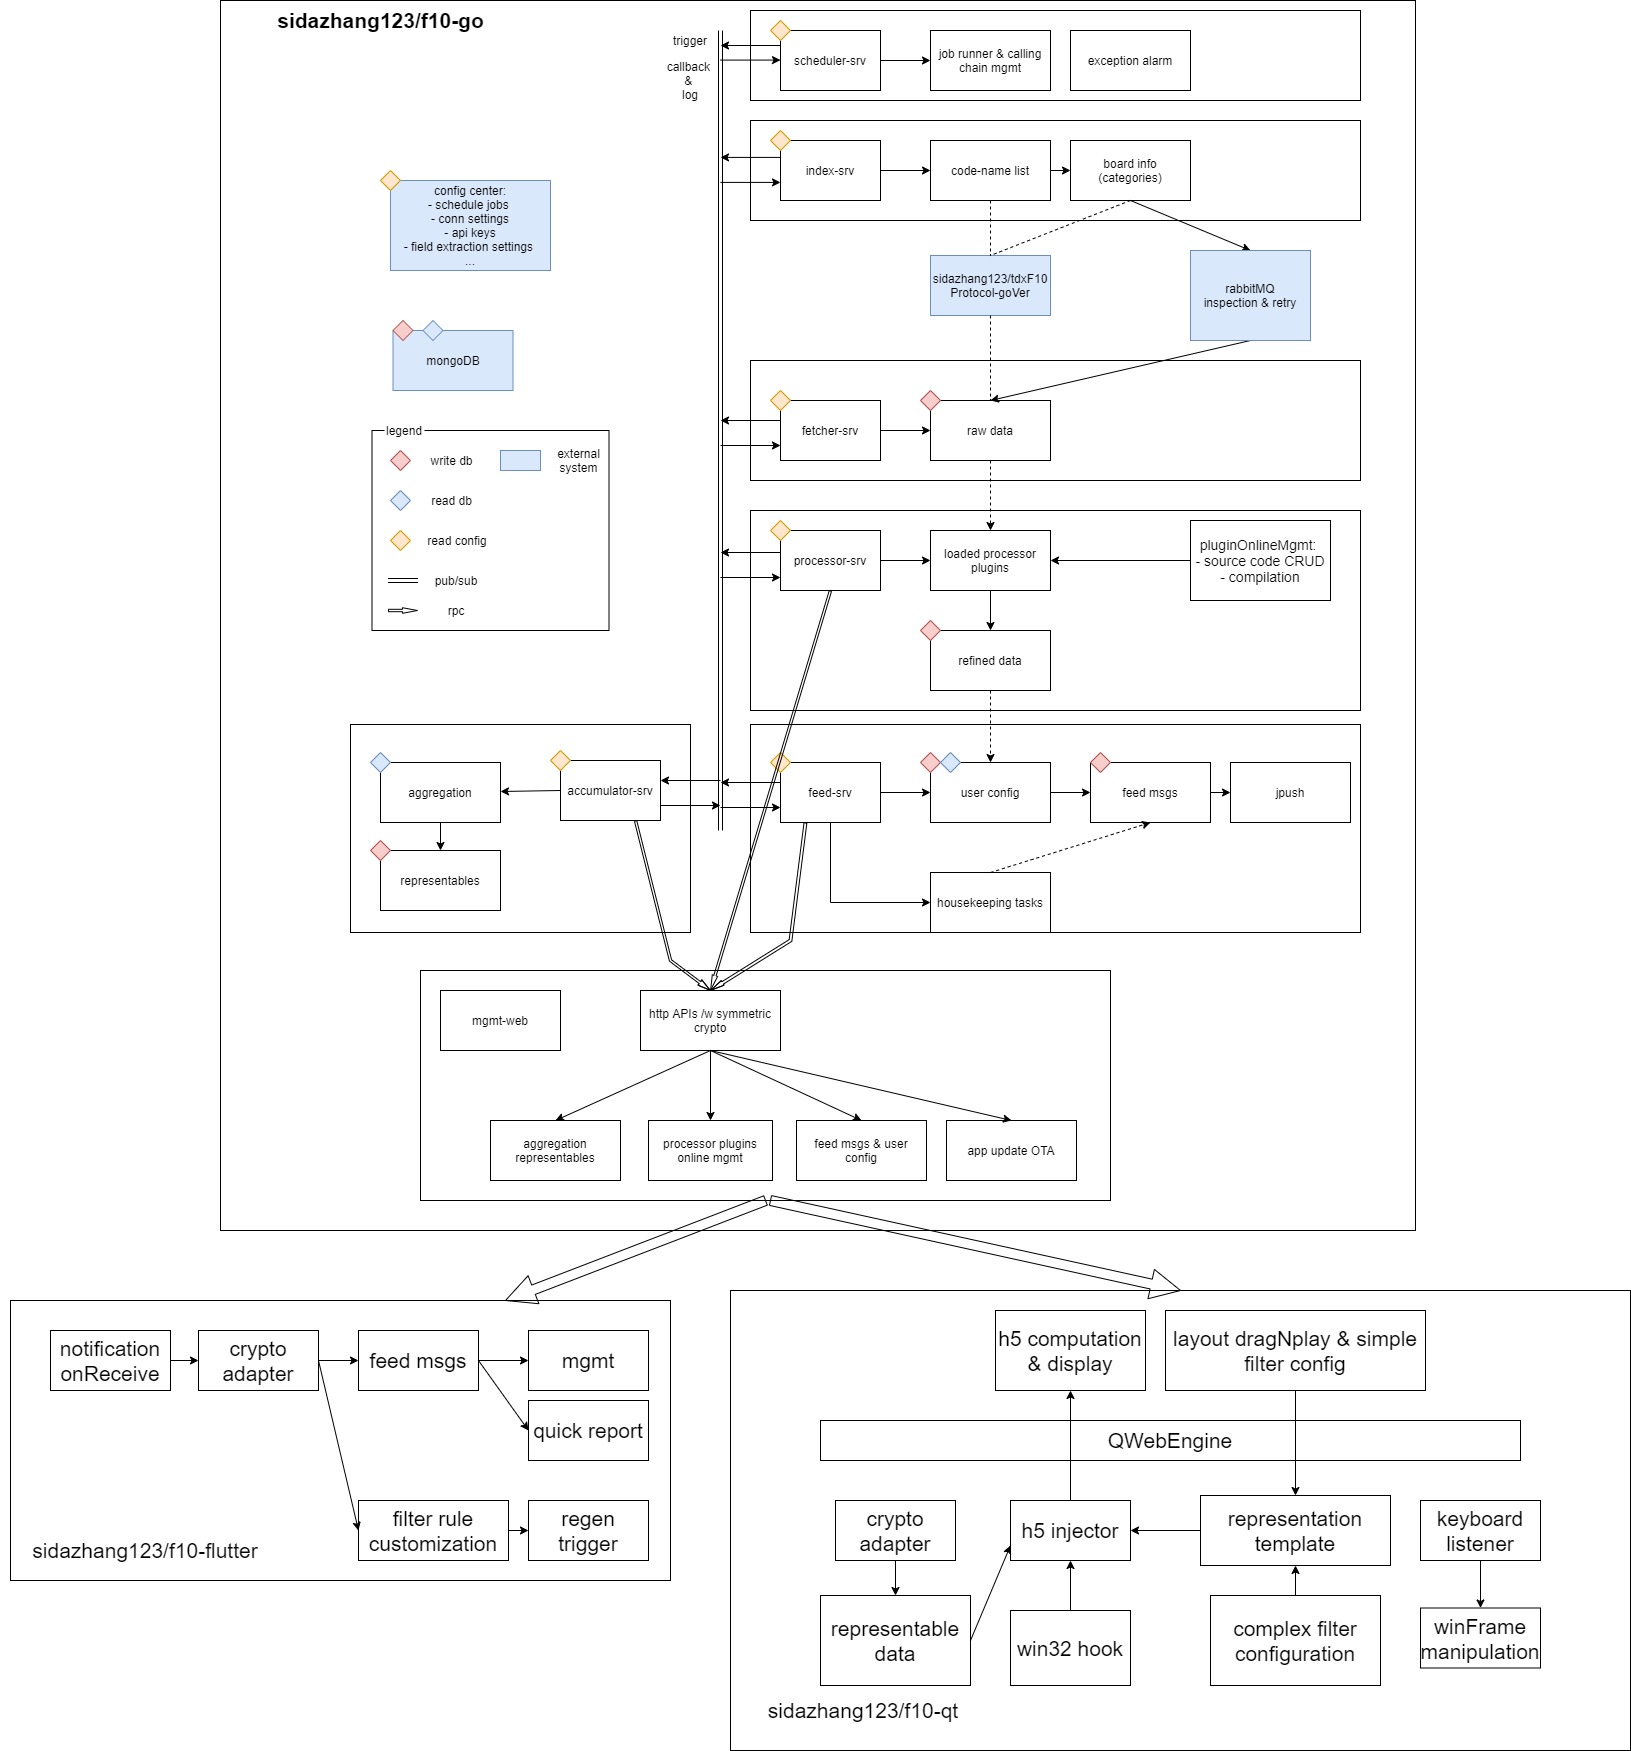 sidazhang123/f10-go
trigger
callback
&
log
scheduler-srv
job runner & calling
chain mgmt
exception alarm
index-srv
code-name list
board info
(categories)
config center:
- schedule jobs
- conn settings
- api keys
- field extraction settings
...
sidazhang123/tdxF10
Protocol-goVer
rabbitMQ
inspection & retry
mongoDB
fetcher-srv
raw data
legend
write db
external
system
read db
read config
pub/sub
rpc
processor-srv
loaded processor
plugins
pluginOnlineMgmt:
- source code CRUD
- compilation
refined data
aggregation
accumulator-srv
representables
feed-srv
user config
feed msgs
jpush
housekeeping tasks
mgmt-web
http APIs /w symmetric
crypto
aggregation
representables
processor plugins
online mgmt
feed msgs & user
config
app update OTA
notification
onReceive
crypto
adapter
feed msgs
mgmt
quick report
filter rule
customization
regen
trigger
sidazhang123/f10-flutter
h5 computation
& display
layout dragNplay & simple
filter config
QWebEngine
crypto
adapter
h5 injector
representation
template
keyboard
listener
representable
data
win32 hook
complex filter
configuration
winFrame
manipulation
sidazhang123/f10-qt